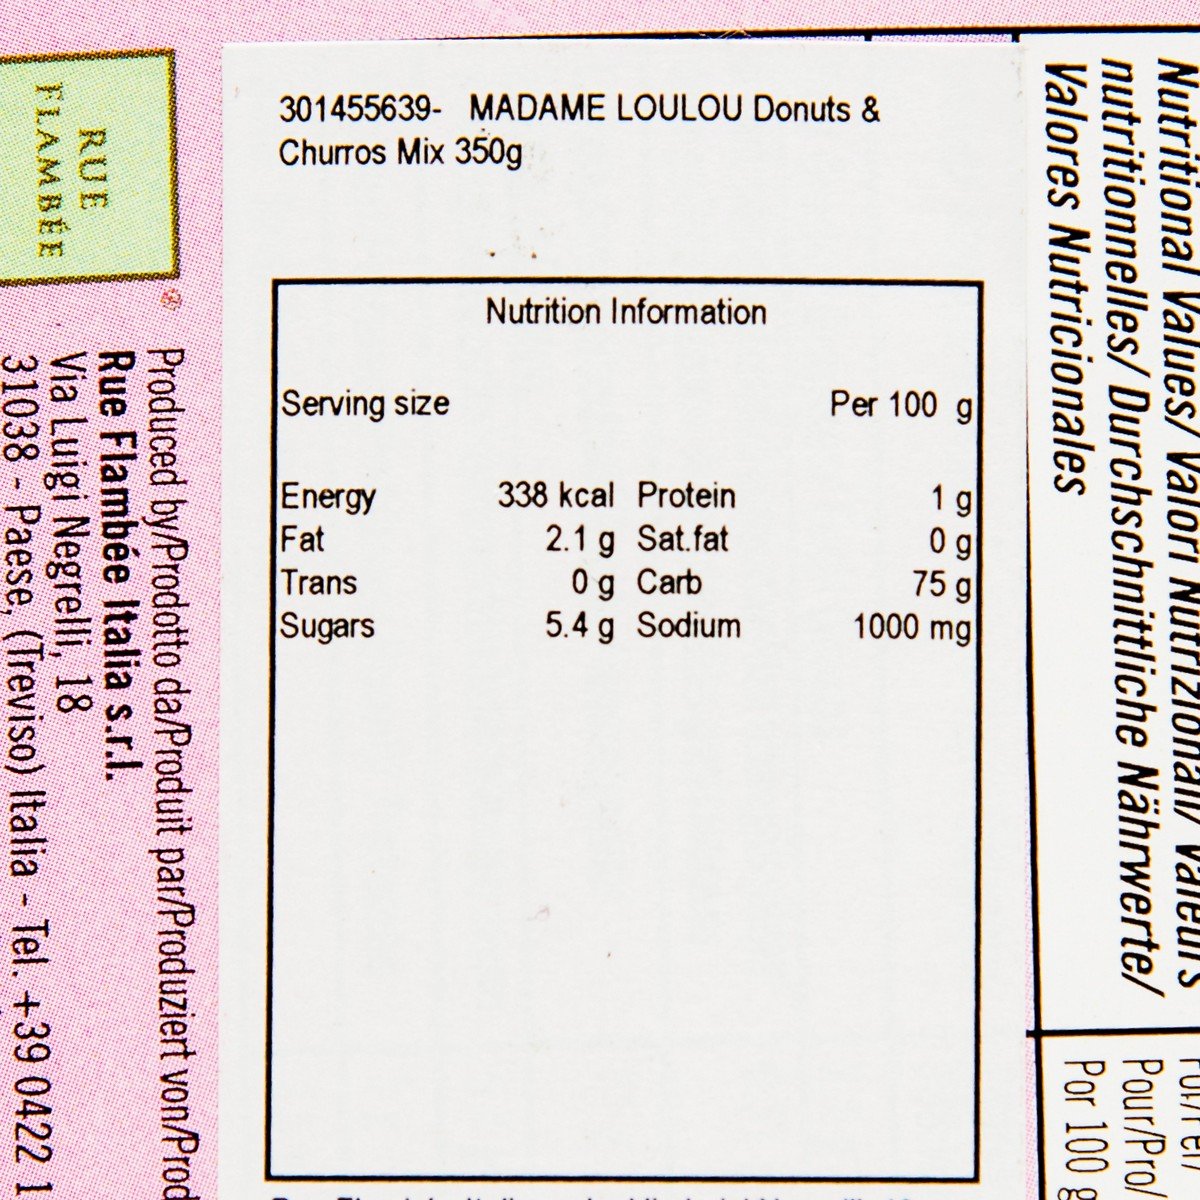 301455639- MADAME LOULOU Donuts &
Churros Mix 350g
Nutrition Information
Serving size Per 100 g
Energy 338 kcal Protein 1 g
Fat 2.1 g Sat.fat 0 g
Trans 0 g Carb 75 g
Sugars 5.4 g Sodium 1000 mg
RUE
FLAMBÉE
Produced by/Prodotto da/Produit par/Produziert von/Prod
Rue Flambée Italia s.r.l.
Via Luigi Negrelli, 18
31038 - Paese, (Treviso) Italia - Tel. +39 0422 1
Nutritional Values/ Valori Nutrizionali/ Valeurs
nutritionnelles/ Durchschnittliche Nährwerte/
Valores Nutricionales
Pour/Pro/
Por 100 g